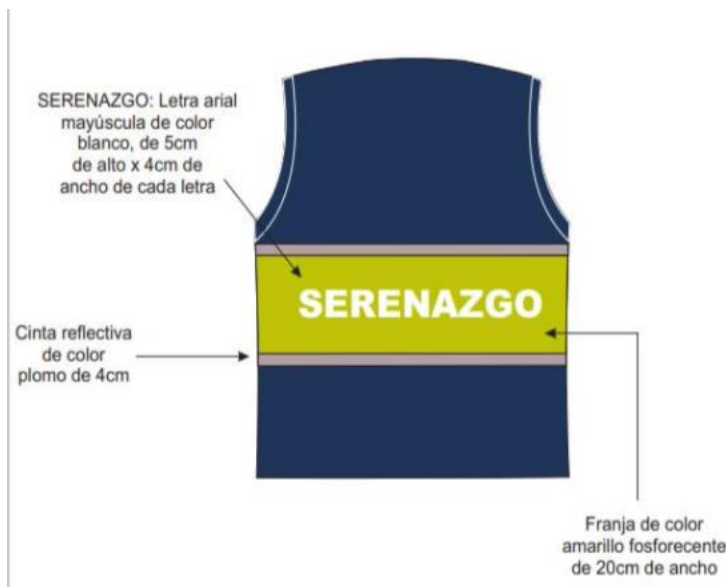 SERENAZGO: Letra arial
mayúscula de color
blanco, de 5cm
de alto x 4cm de
ancho de cada letra
SERENAZGO
Cinta reflectiva
de color
plomo de 4cm
Franja de color
amarillo fosforecente
de 20cm de ancho